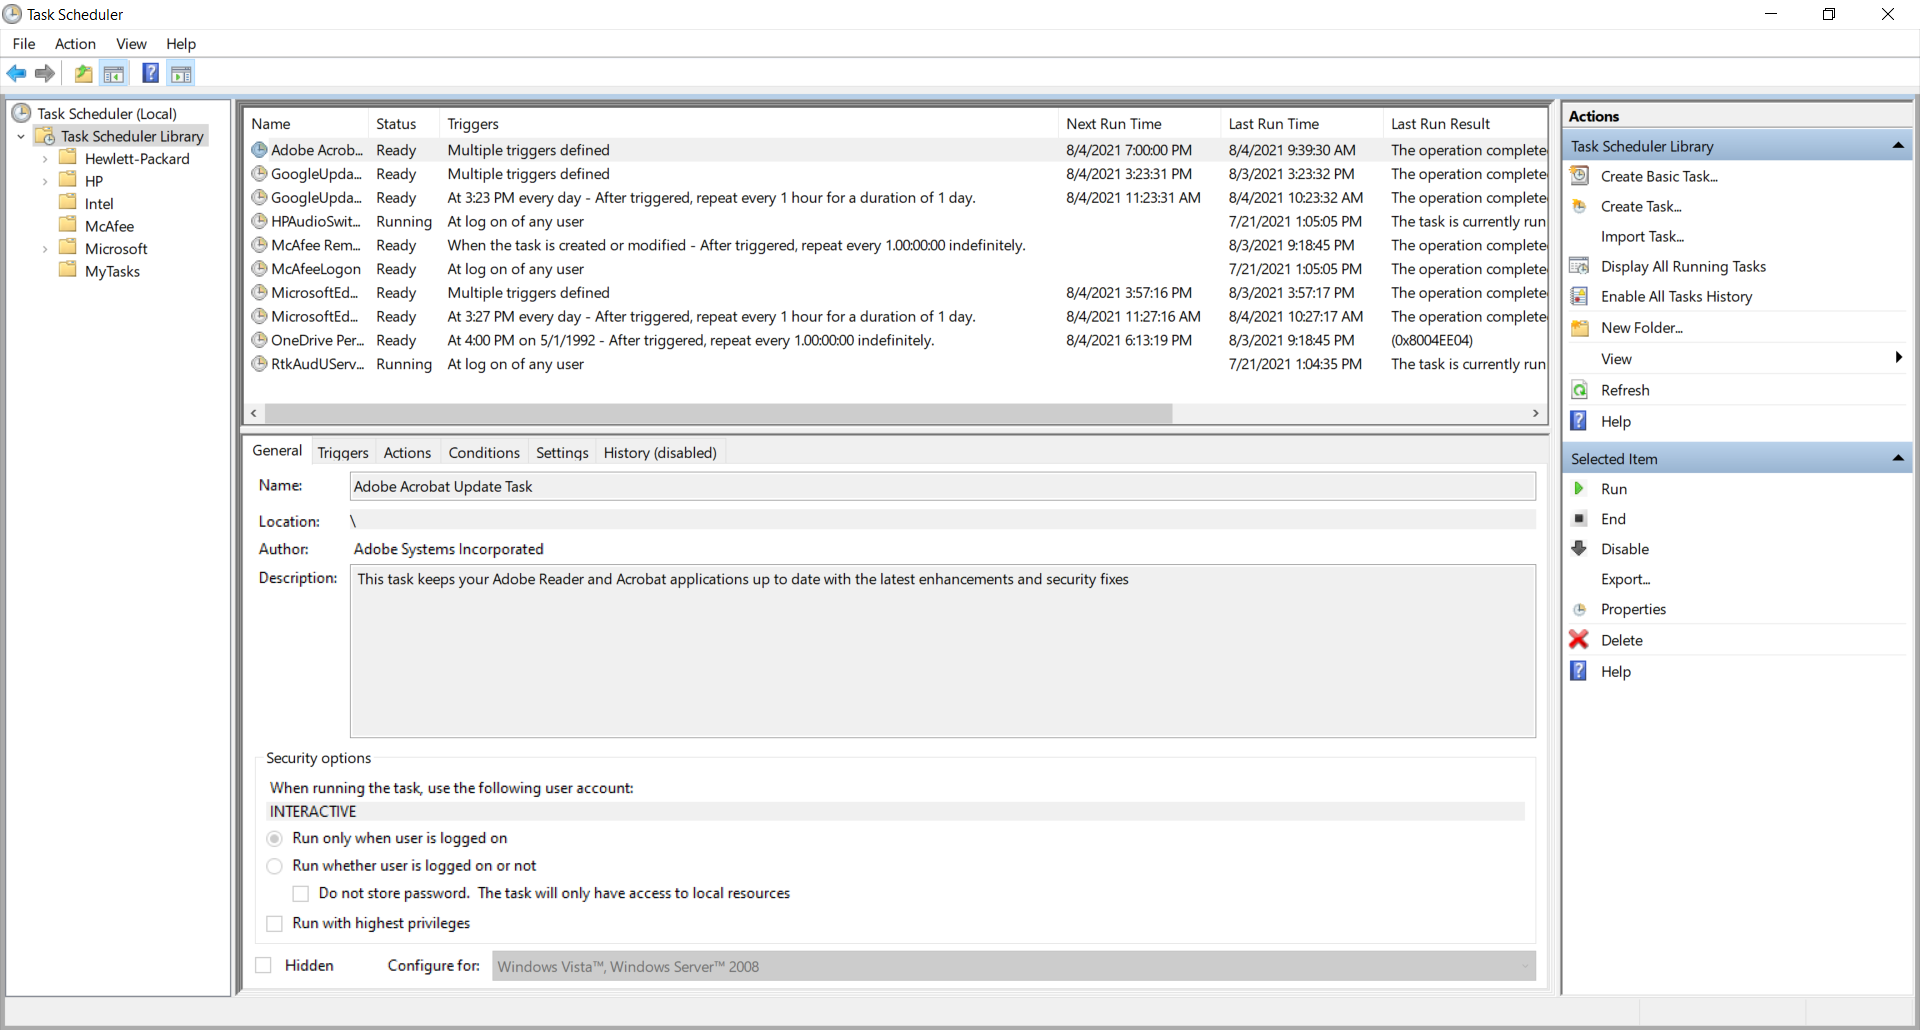 Task Scheduler
File Action View Help
Task Scheduler (Local)
Task Scheduler Library
Hewlett-Packard
HP
Intel
McAfee
Microsoft
MyTasks
Name Status Triggers Next Run Time Last Run Time Last Run Result
Adobe Acrob... Ready Multiple triggers defined 8/4/2021 7:00:00 PM 8/4/2021 9:39:30 AM The operation complete
GoogleUpda... Ready Multiple triggers defined 8/4/2021 3:23:31 PM 8/3/2021 3:23:32 PM The operation complete
GoogleUpda... Ready At 3:23 PM every day - After triggered, repeat every 1 hour for a duration of 1 day. 8/4/2021 11:23:31 AM 8/4/2021 10:23:32 AM The operation complete
HPAudioSwit... Running At log on of any user 7/21/2021 1:05:05 PM The task is currently run
McAfee Rem... Ready When the task is created or modified - After triggered, repeat every 1.00:00:00 indefinitely. 8/3/2021 9:18:45 PM The operation complete
McAfeeLogon Ready At log on of any user 7/21/2021 1:05:05 PM The operation complete
MicrosoftEd... Ready Multiple triggers defined 8/4/2021 3:57:16 PM 8/3/2021 3:57:17 PM The operation complete
MicrosoftEd... Ready At 3:27 PM every day - After triggered, repeat every 1 hour for a duration of 1 day. 8/4/2021 11:27:16 AM 8/4/2021 10:27:17 AM The operation complete
OneDrive Per... Ready At 4:00 PM on 5/1/1992 - After triggered, repeat every 1.00:00:00 indefinitely. 8/4/2021 6:13:19 PM 8/3/2021 9:18:45 PM (0x8004EE04)
RtkAudUServ... Running At log on of any user 7/21/2021 1:04:35 PM The task is currently run
General Triggers Actions Conditions Settings History (disabled)
Name: Adobe Acrobat Update Task
Location: \
Author: Adobe Systems Incorporated
Description: This task keeps your Adobe Reader and Acrobat applications up to date with the latest enhancements and security fixes
Security options
When running the task, use the following user account:
INTERACTIVE
Run only when user is logged on
Run whether user is logged on or not
Do not store password. The task will only have access to local resources
Run with highest privileges
Hidden Configure for: Windows Vista™, Windows Server™ 2008
Actions
Task Scheduler Library
Create Basic Task...
Create Task...
Import Task...
Display All Running Tasks
Enable All Tasks History
New Folder...
View
Refresh
Help
Selected Item
Run
End
Disable
Export...
Properties
Delete
Help